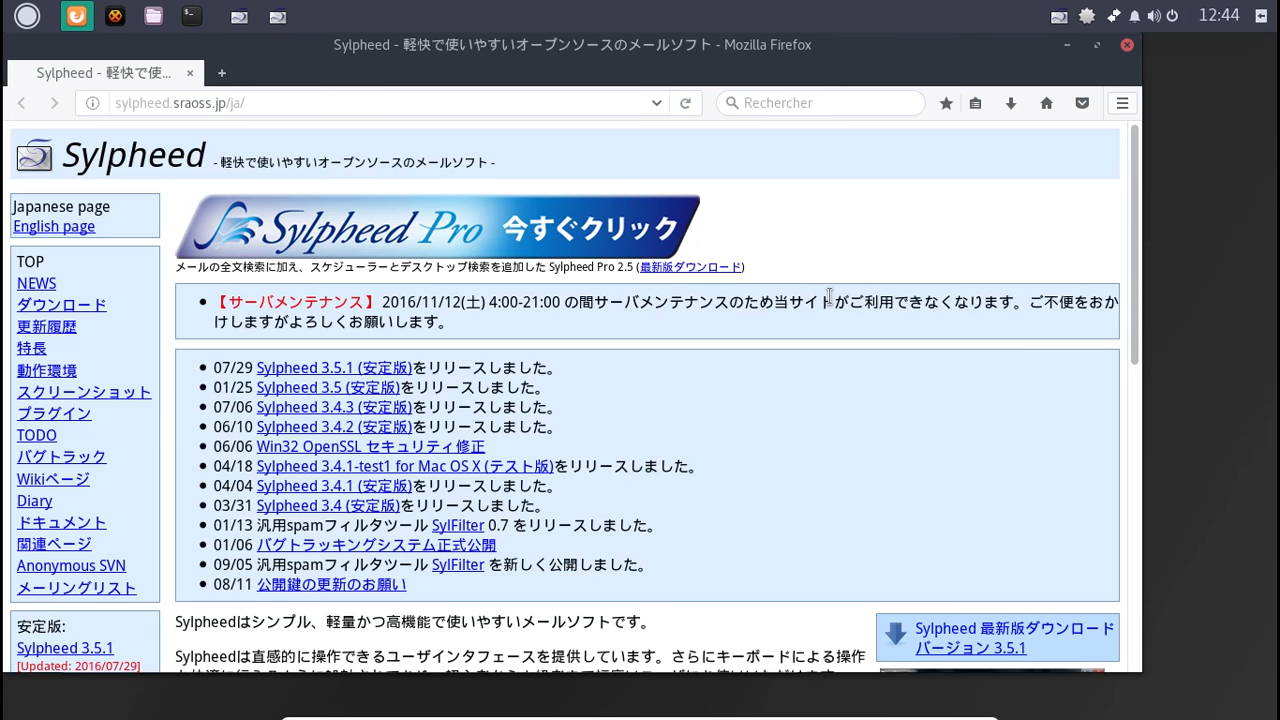 12:44
Sylpheed - 軽快で使いやすいオープンソースのメールソフト - Mozilla Firefox
Sylpheed - 軽快で使...
sylpheed.sraoss.jp/ja/
Rechercher
Sylpheed - 軽快で使いやすいオープンソースのメールソフト -
Japanese page
English page
TOP
NEWS
ダウンロード
更新履歴
特長
動作環境
スクリーンショット
プラグイン
TODO
バグトラック
Wikiページ
Diary
ドキュメント
関連ページ
Anonymous SVN
メーリングリスト
安定版:
Sylpheed 3.5.1
[Updated: 2016/07/29]
Sylpheed Pro 今すぐクリック
メールの全文検索に加え、スケジューラーとデスクトップ検索を追加した Sylpheed Pro 2.5 (最新版ダウンロード)
【サーバメンテナンス】2016/11/12(土) 4:00-21:00 の間サーバメンテナンスのため当サイトがご利用できなくなります。ご不便をおか
けしますがよろしくお願いします。
07/29 Sylpheed 3.5.1 (安定版)をリリースしました。
01/25 Sylpheed 3.5 (安定版)をリリースしました。
07/06 Sylpheed 3.4.3 (安定版)をリリースしました。
06/10 Sylpheed 3.4.2 (安定版)をリリースしました。
06/06 Win32 OpenSSL セキュリティ修正
04/18 Sylpheed 3.4.1-test1 for Mac OS X (テスト版)をリリースしました。
04/04 Sylpheed 3.4.1 (安定版)をリリースしました。
03/31 Sylpheed 3.4 (安定版)をリリースしました。
01/13 汎用spamフィルタツール SylFilter 0.7 をリリースしました。
01/06 バグトラッキングシステム正式公開
09/05 汎用spamフィルタツール SylFilter を新しく公開しました。
08/11 公開鍵の更新のお願い
Sylpheedはシンプル、軽量かつ高機能で使いやすいメールソフトです。
Sylpheedは直感的に操作できるユーザインタフェースを提供しています。さらにキーボードによる操作
Sylpheed 最新版ダウンロード
バージョン 3.5.1